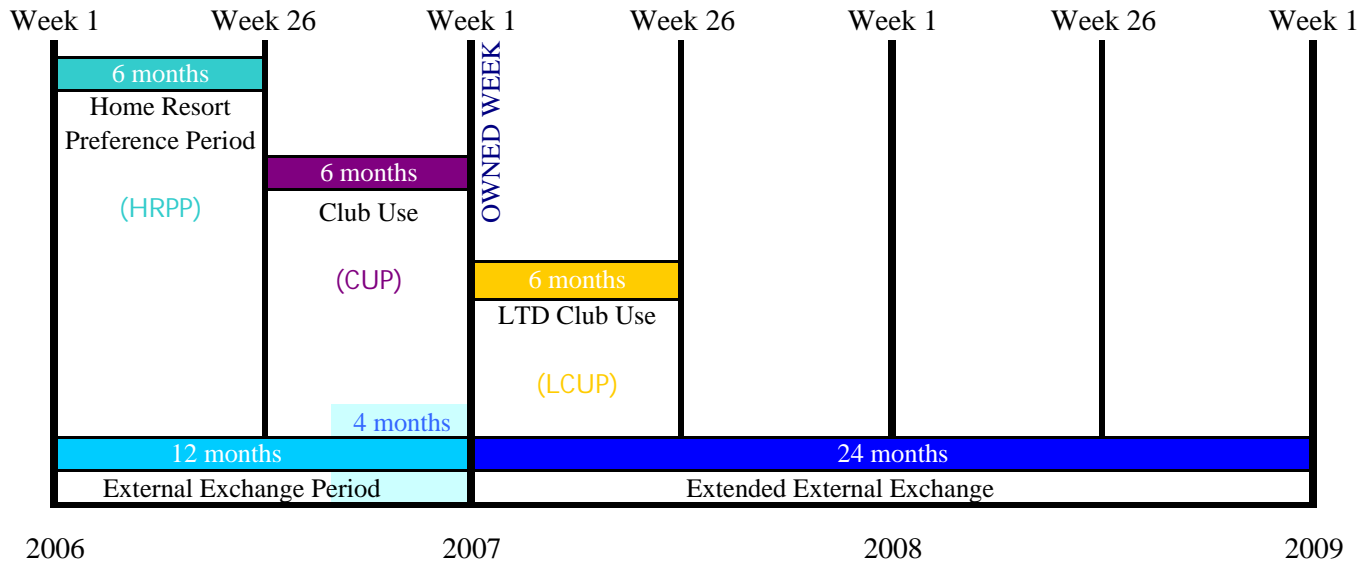 Week 1 Week 26 Week 1 Week 26 Week 1 Week 26 Week 1
6 months
Home Resort
Preference Period
(HRPP)
6 months
Club Use
(CUP)
OWNED WEEK
6 months
LTD Club Use
(LCUP)
4 months
12 months
External Exchange Period
24 months
Extended External Exchange
2006 2007 2008 2009